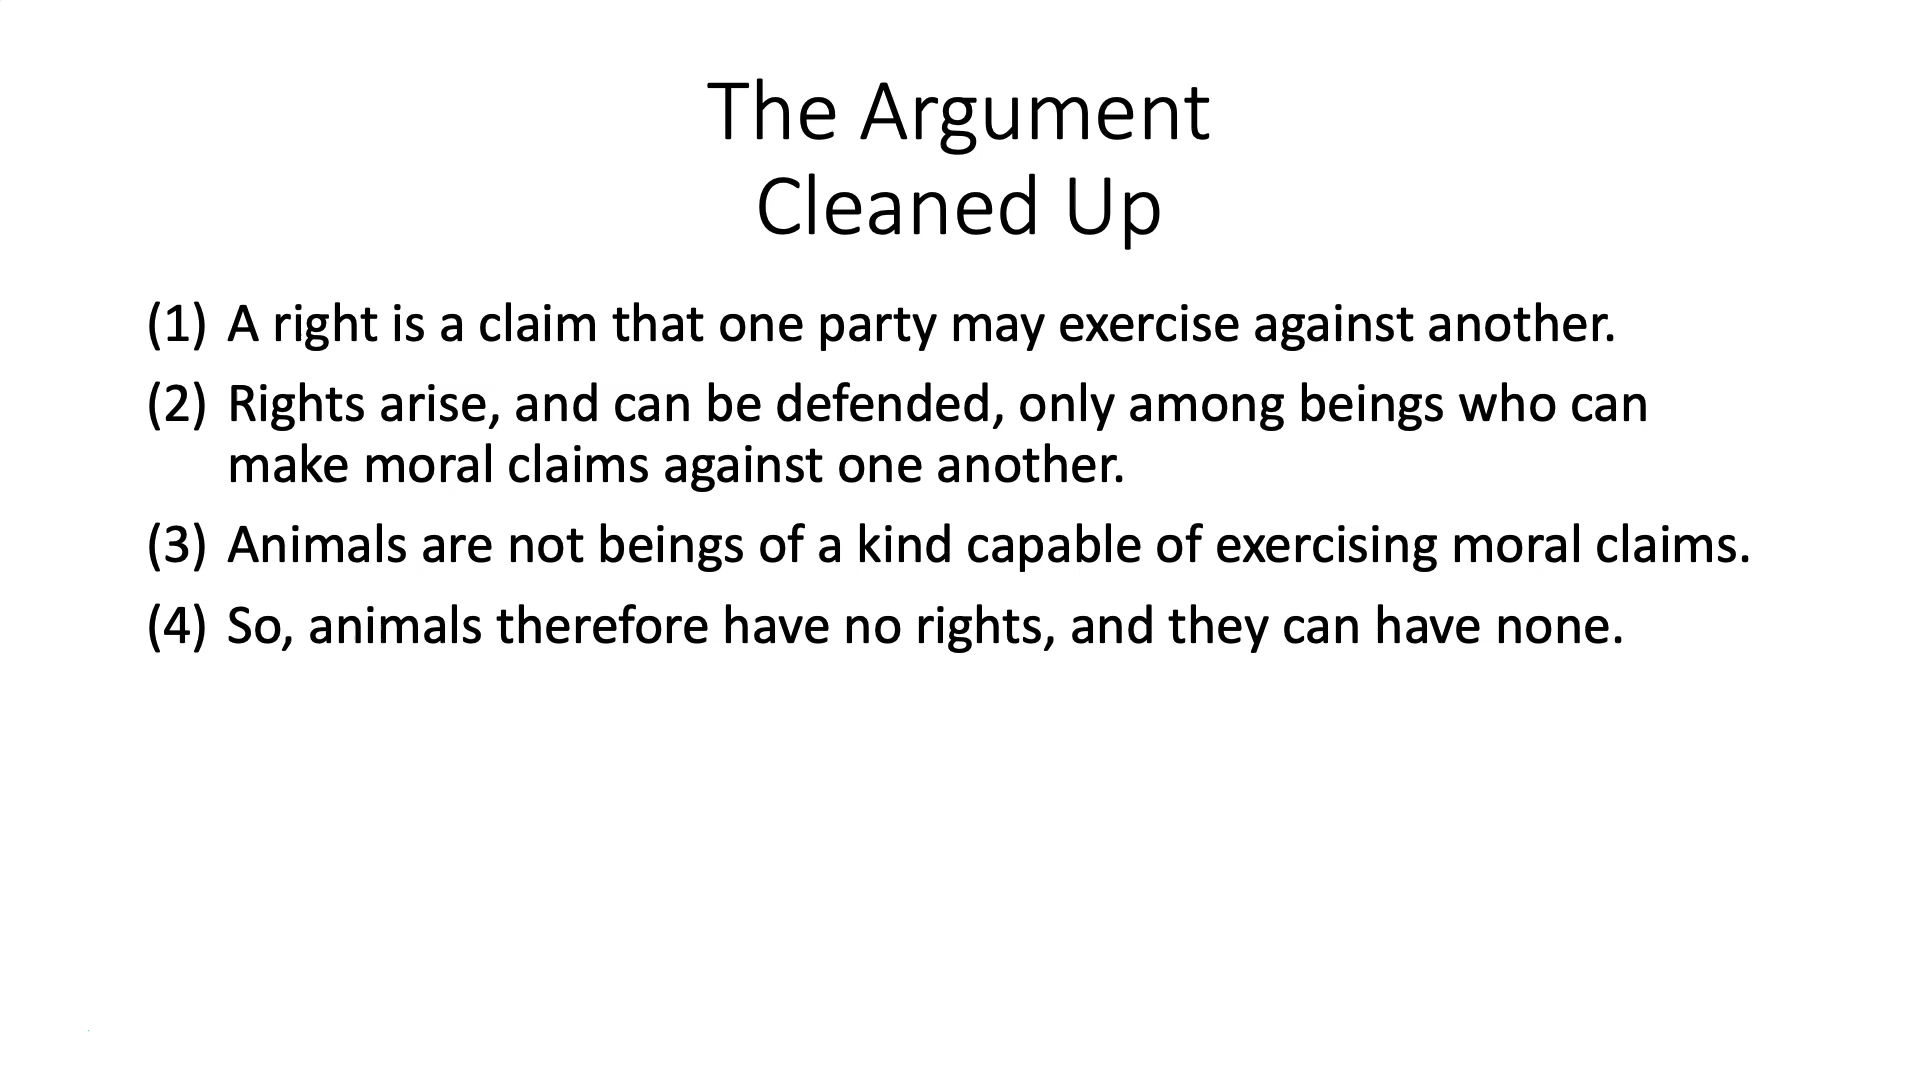 The Argument
Cleaned Up
(1) A right is a claim that one party may exercise against another.
(2) Rights arise, and can be defended, only among beings who can
make moral claims against one another.
(3) Animals are not beings of a kind capable of exercising moral claims.
(4) So, animals therefore have no rights, and they can have none.